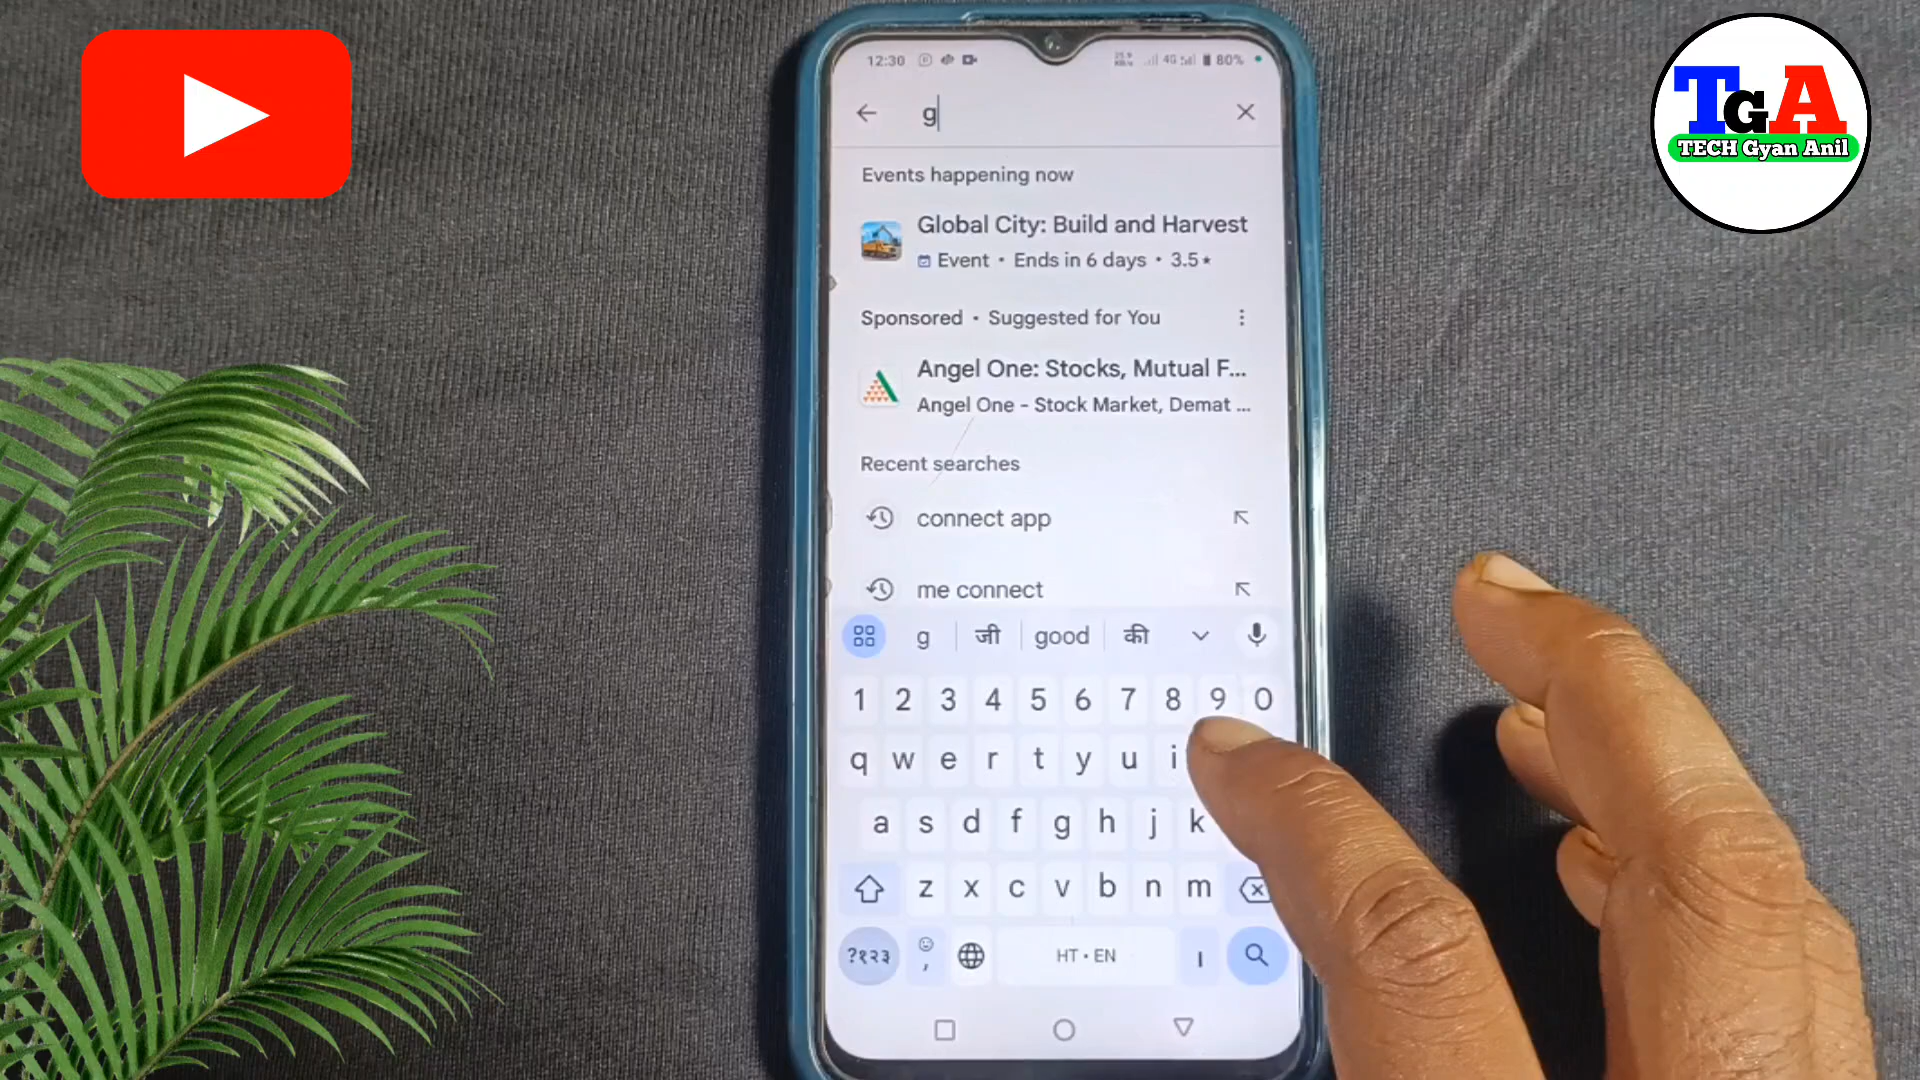 TGA
TECH Gyan Anil
12:30
4G
80%
g
Events happening now
Global City: Build and Harvest
Event • Ends in 6 days • 3.5★
Sponsored • Suggested for You
Angel One: Stocks, Mutual F...
Angel One - Stock Market, Demat ...
Recent searches
connect app
me connect
g जी good की
1 2 3 4 5 6 7 8 9 0
q w e r t y u i
a s d f g h j k
z x c v b n m
?१२३ , HT • EN ।